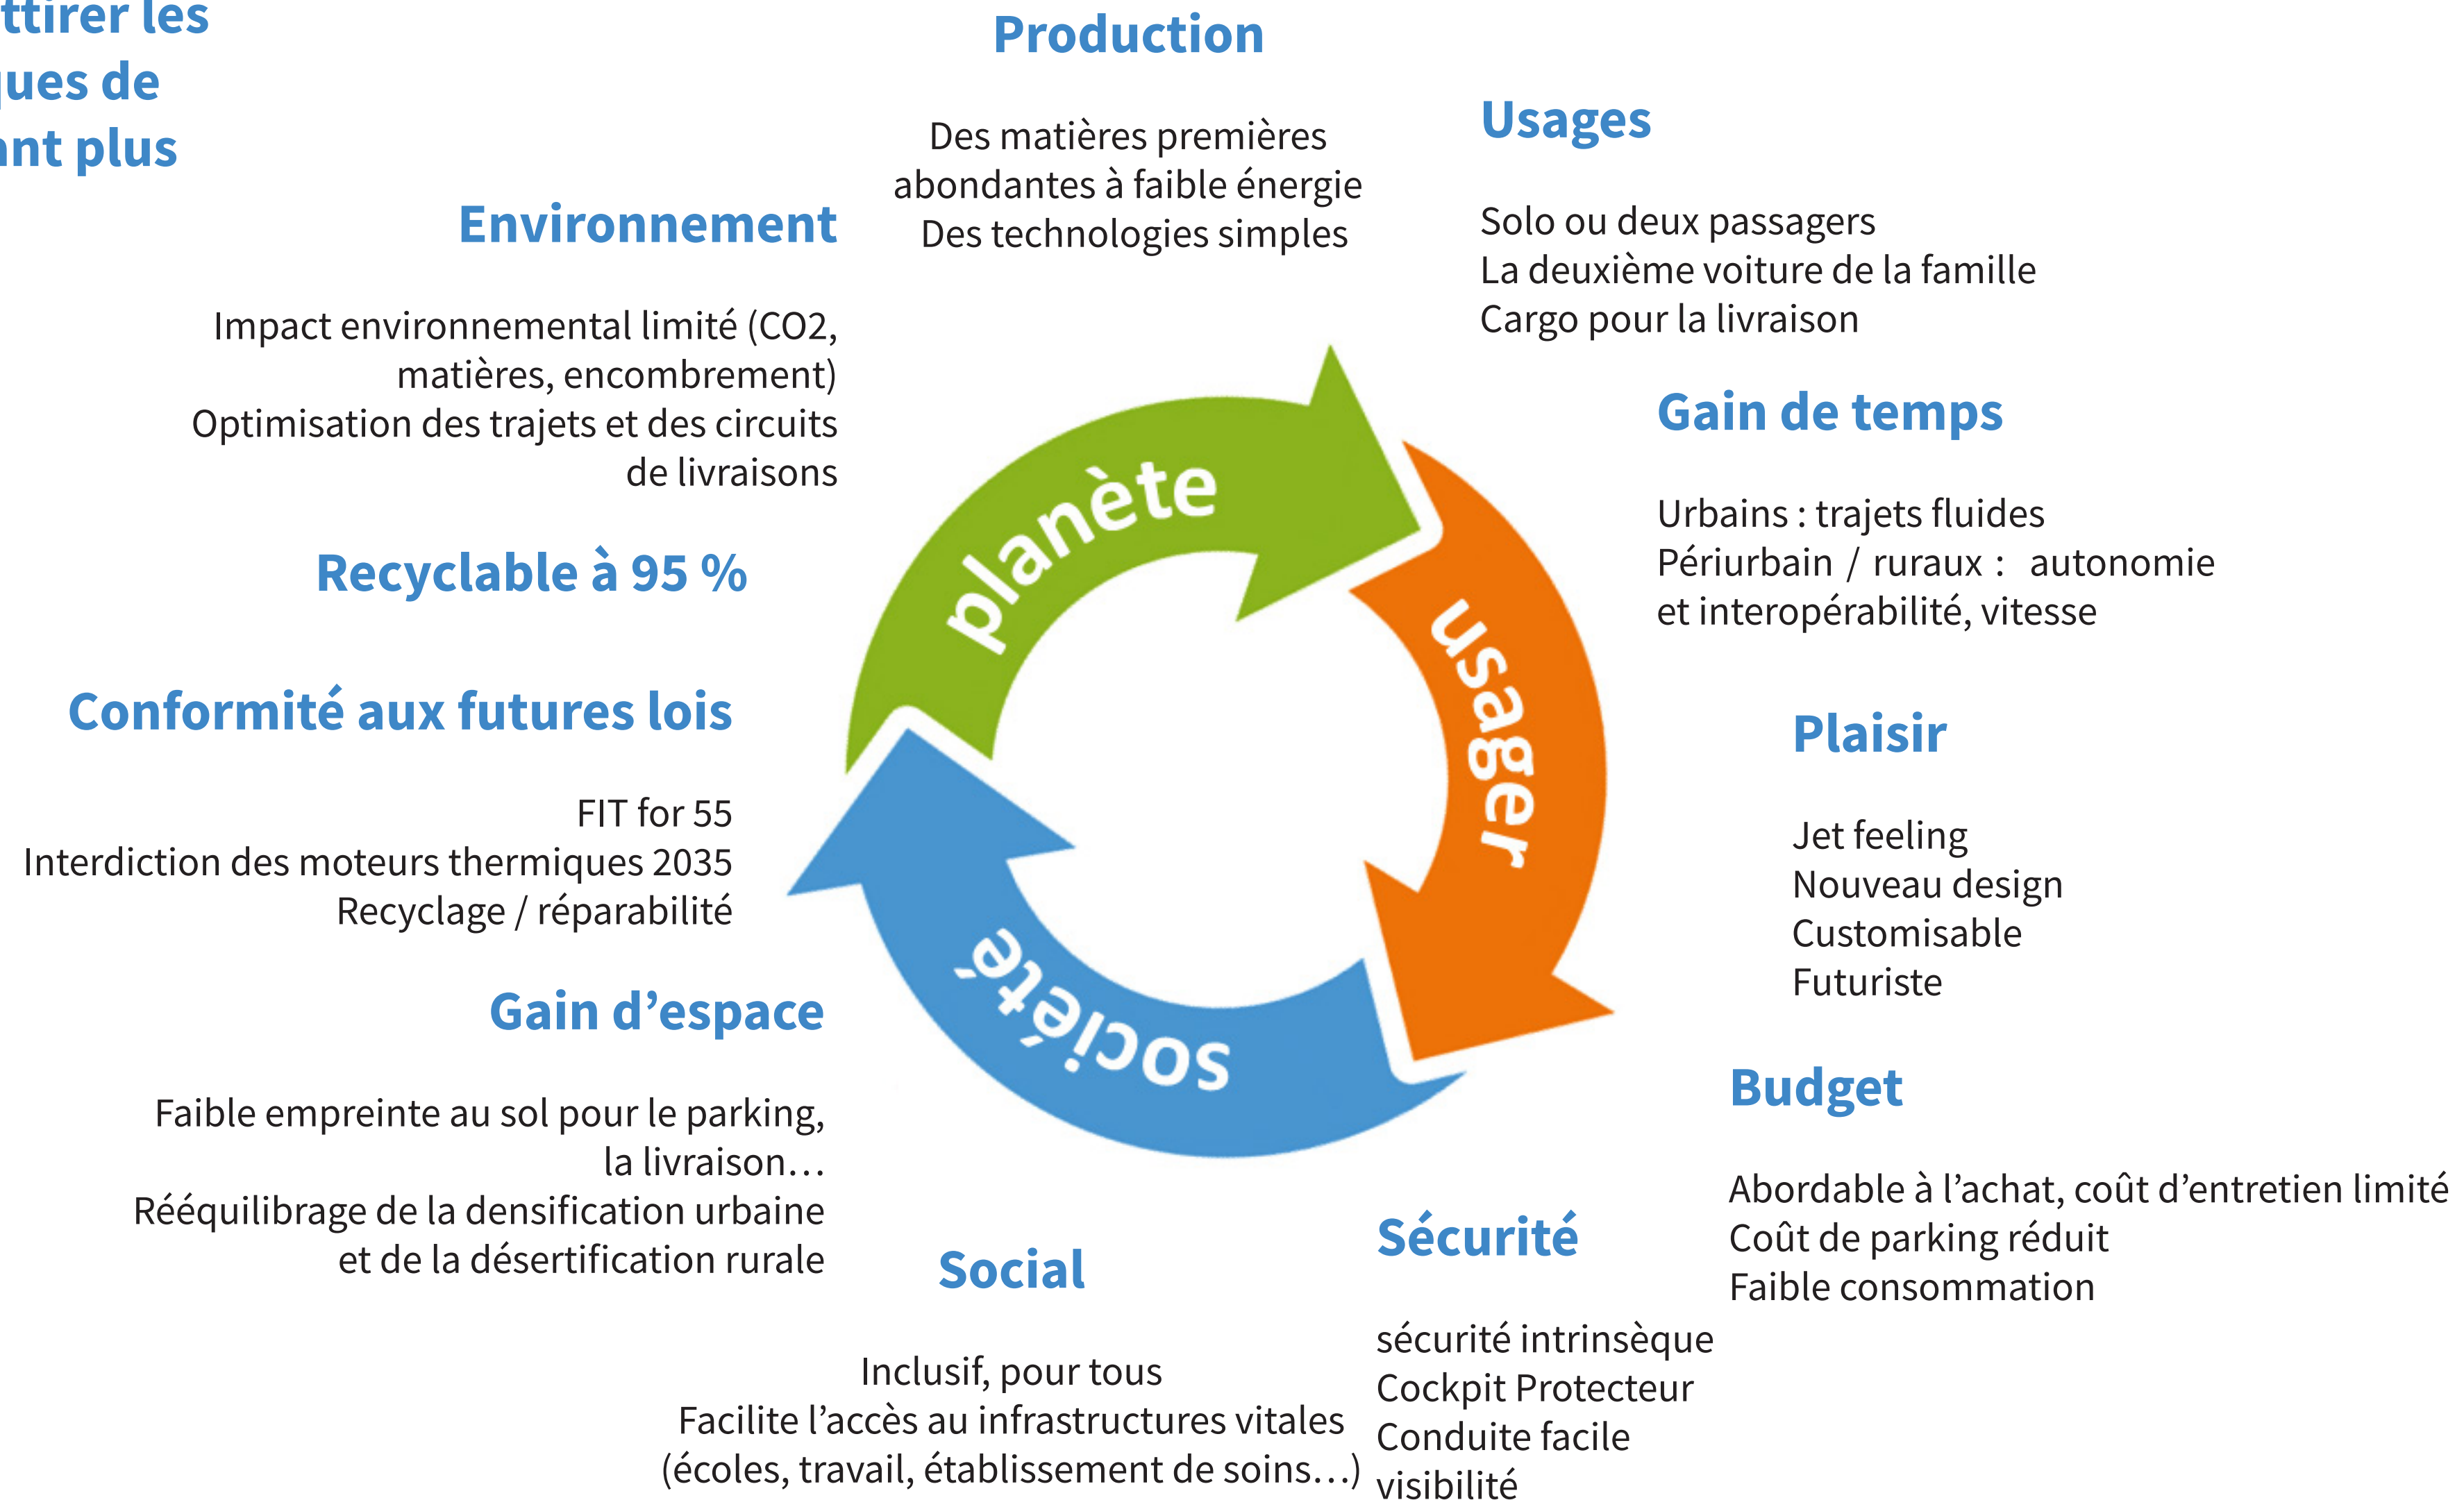 les
de
plus
Production
Des matières premières
abondantes à faible énergie
Des technologies simples
Usages
Solo ou deux passagers
La deuxième voiture de la famille
Cargo pour la livraison
Environnement
Impact environnemental limité (CO2,
matières, encombrement)
Optimisation des trajets et des circuits
de livraisons
Gain de temps
Urbains : trajets fluides
Périurbain / ruraux : autonomie
et interopérabilité, vitesse
Recyclable à 95 %
Conformité aux futures lois
FIT for 55
Interdiction des moteurs thermiques 2035
Recyclage / réparabilité
Plaisir
Jet feeling
Nouveau design
Customisable
Futuriste
planète
usager
société
Gain d’espace
Faible empreinte au sol pour le parking,
la livraison…
Rééquilibrage de la densification urbaine
et de la désertification rurale
Budget
Abordable à l’achat, coût d’entretien limité
Coût de parking réduit
Faible consommation
Social
Inclusif, pour tous
Facilite l’accès au infrastructures vitales
(écoles, travail, établissement de soins…)
Sécurité
sécurité intrinsèque
Cockpit Protecteur
Conduite facile
visibilité